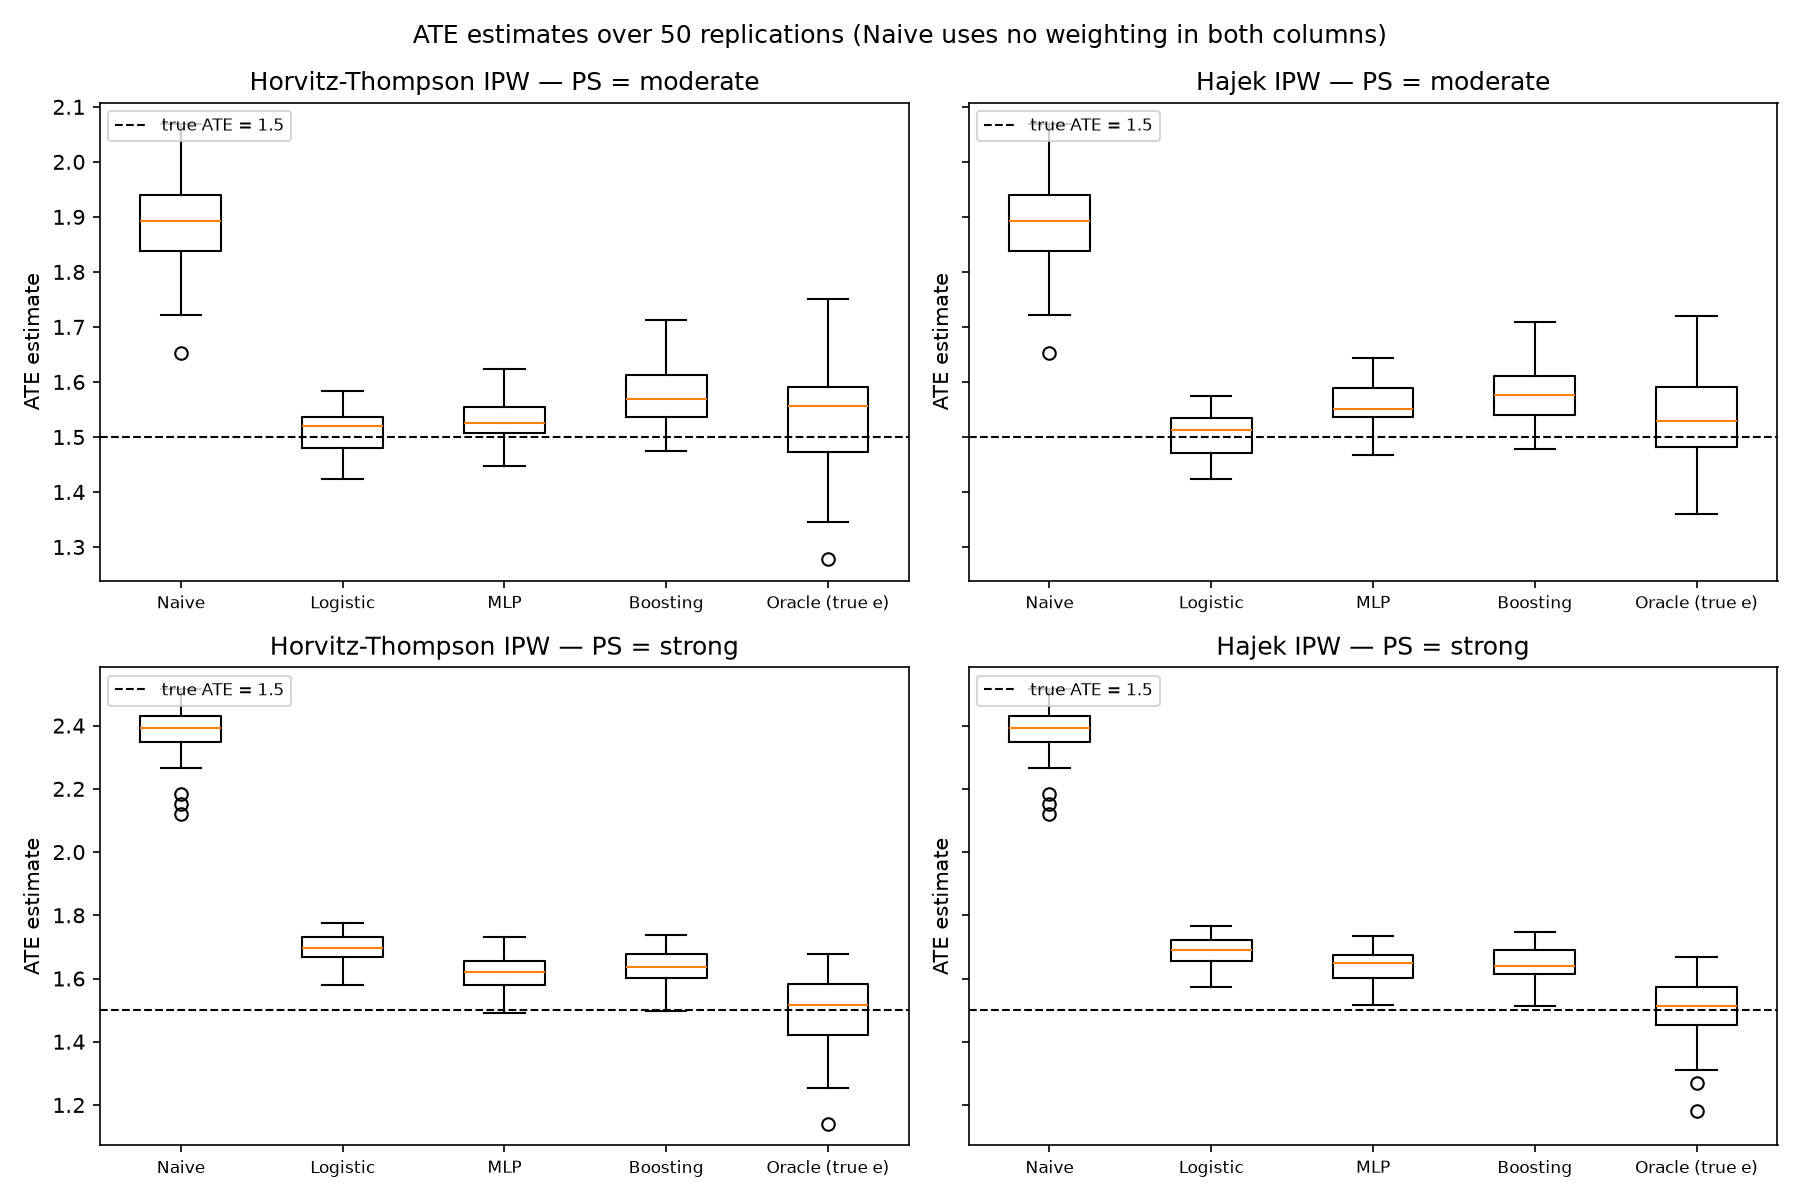 ATE estimates over 50 replications (Naive uses no weighting in both columns)
Horvitz-Thompson IPW — PS = moderate
true ATE = 1.5
ATE estimate
2.1
2.0
1.9
1.8
1.7
1.6
1.5
1.4
1.3
Naive Logistic MLP Boosting Oracle (true e)
Hajek IPW — PS = moderate
true ATE = 1.5
ATE estimate
Naive Logistic MLP Boosting Oracle (true e)
Horvitz-Thompson IPW — PS = strong
true ATE = 1.5
ATE estimate
2.4
2.2
2.0
1.8
1.6
1.4
1.2
Naive Logistic MLP Boosting Oracle (true e)
Hajek IPW — PS = strong
true ATE = 1.5
ATE estimate
Naive Logistic MLP Boosting Oracle (true e)